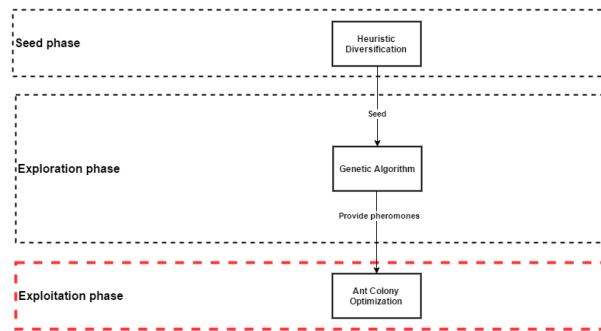 Seed phase
Heuristic
Diversification
Seed
Exploration phase
Genetic Algorithm
Provide pheromones
Exploitation phase
Ant Colony
Optimization